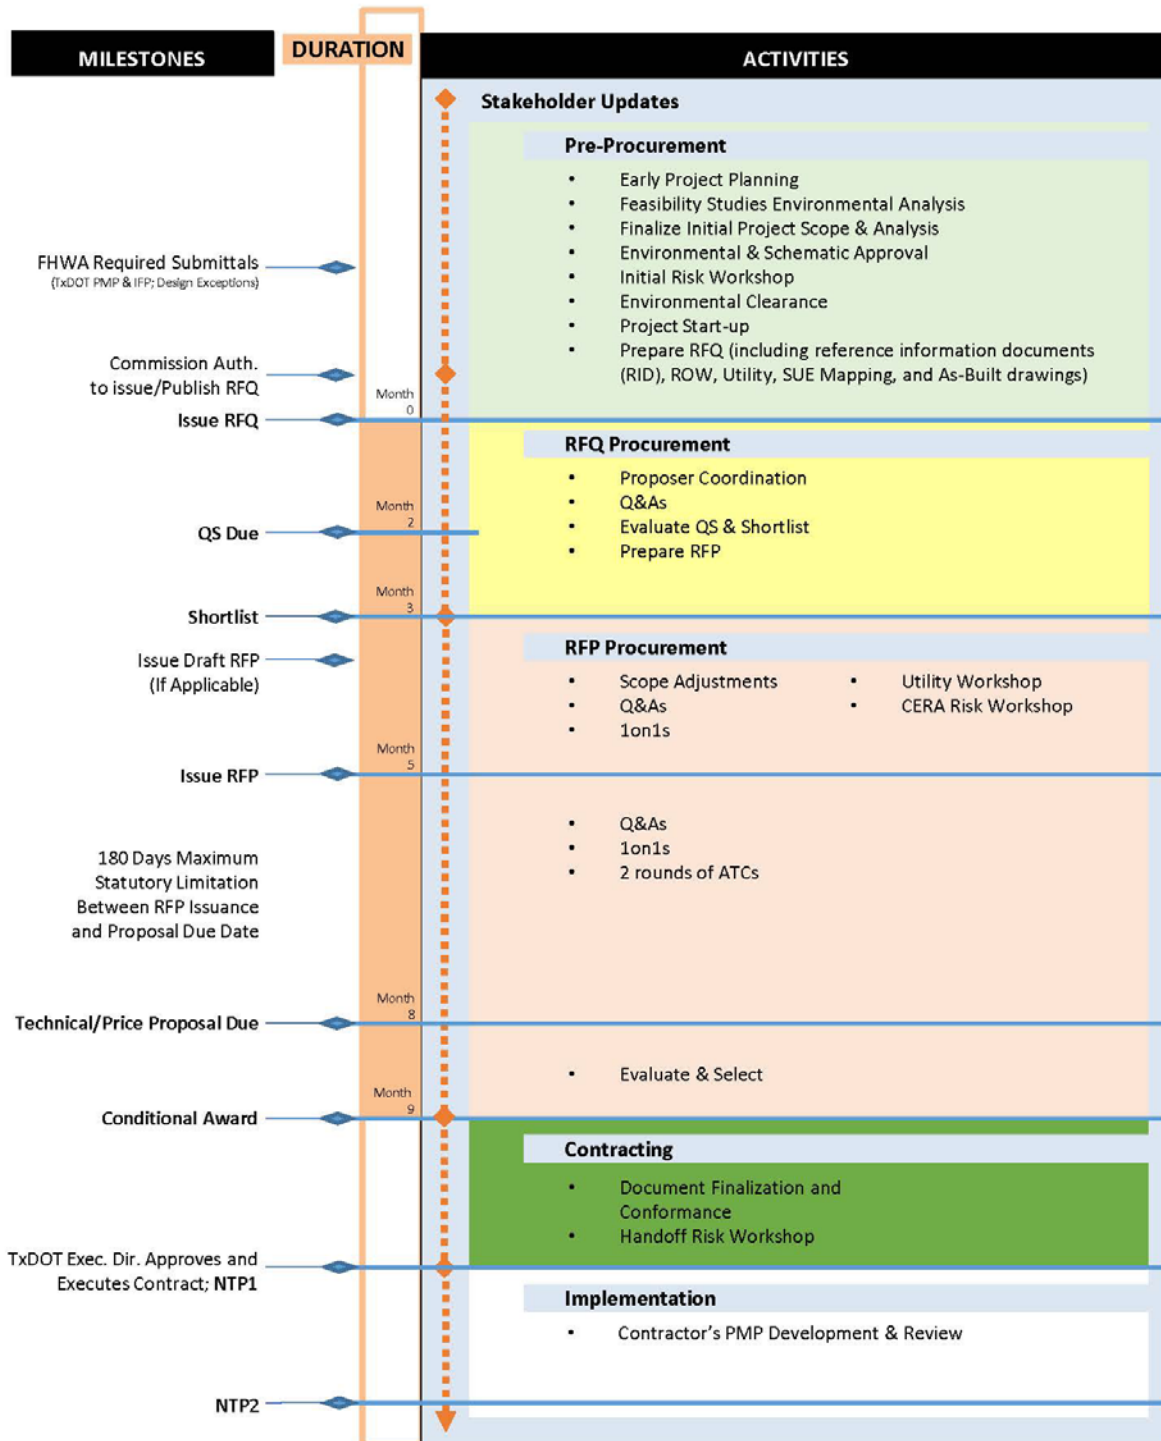 MILESTONES
DURATION
ACTIVITIES
Stakeholder Updates
Pre-Procurement
• Early Project Planning
• Feasibility Studies Environmental Analysis
• Finalize Initial Project Scope & Analysis
• Environmental & Schematic Approval
• Initial Risk Workshop
• Environmental Clearance
• Project Start-up
• Prepare RFQ (including reference information documents
(RID), ROW, Utility, SUE Mapping, and As-Built drawings)
FHWA Required Submittals
(TxDOT PMP & IFP; Design Exceptions)
Commission Auth.
to issue/Publish RFQ
Month
0
Issue RFQ
RFQ Procurement
• Proposer Coordination
• Q&As
• Evaluate QS & Shortlist
• Prepare RFP
Month
2
QS Due
Month
3
Shortlist
Issue Draft RFP
(If Applicable)
RFP Procurement
• Scope Adjustments
• Q&As
• 1on1s
• Utility Workshop
• CERA Risk Workshop
Month
5
Issue RFP
• Q&As
• 1on1s
• 2 rounds of ATCs
180 Days Maximum
Statutory Limitation
Between RFP Issuance
and Proposal Due Date
Month
8
Technical/Price Proposal Due
• Evaluate & Select
Month
9
Conditional Award
Contracting
• Document Finalization and
Conformance
• Handoff Risk Workshop
TxDOT Exec. Dir. Approves and
Executes Contract; NTP1
Implementation
• Contractor's PMP Development & Review
NTP2